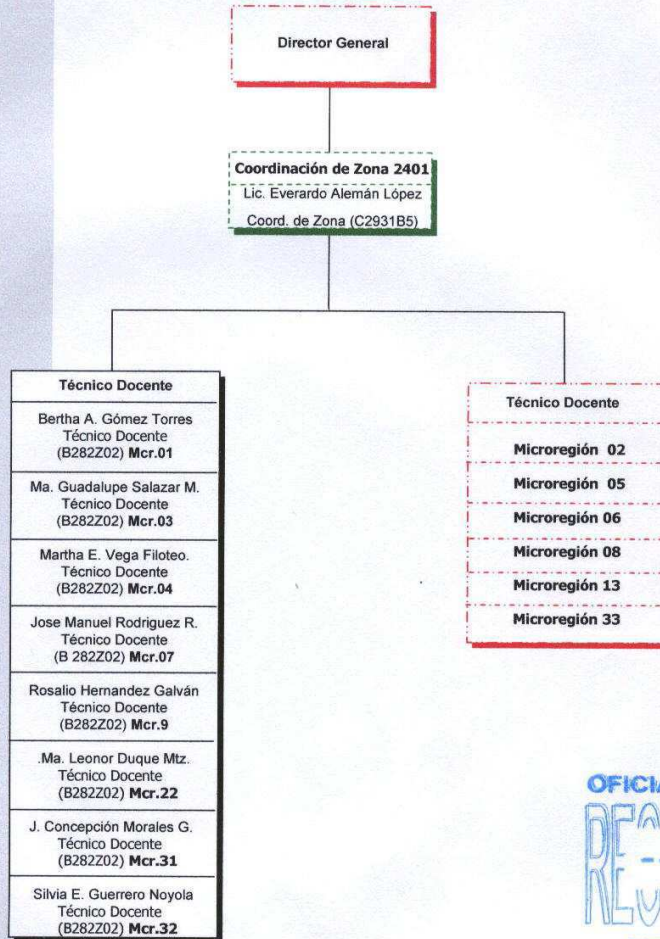 Director General
Coordinación de Zona 2401
Lic. Everardo Alemán López
Coord. de Zona (C2931B5)
Técnico Docente
Bertha A. Gómez Torres
Técnico Docente
(B282Z02) Mcr.01
Ma. Guadalupe Salazar M.
Técnico Docente
(B282Z02) Mcr.03
Martha E. Vega Filoteo.
Técnico Docente
(B282Z02) Mcr.04
Jose Manuel Rodriguez R.
Técnico Docente
(B 282Z02) Mcr.07
Rosalio Hernandez Galván
Técnico Docente
(B282Z02) Mcr.9
.Ma. Leonor Duque Mtz.
Técnico Docente
(B282Z02) Mcr.22
J. Concepción Morales G.
Técnico Docente
(B282Z02) Mcr.31
Silvia E. Guerrero Noyola
Técnico Docente
(B282Z02) Mcr.32
Técnico Docente
Microregión 02
Microregión 05
Microregión 06
Microregión 08
Microregión 13
Microregión 33